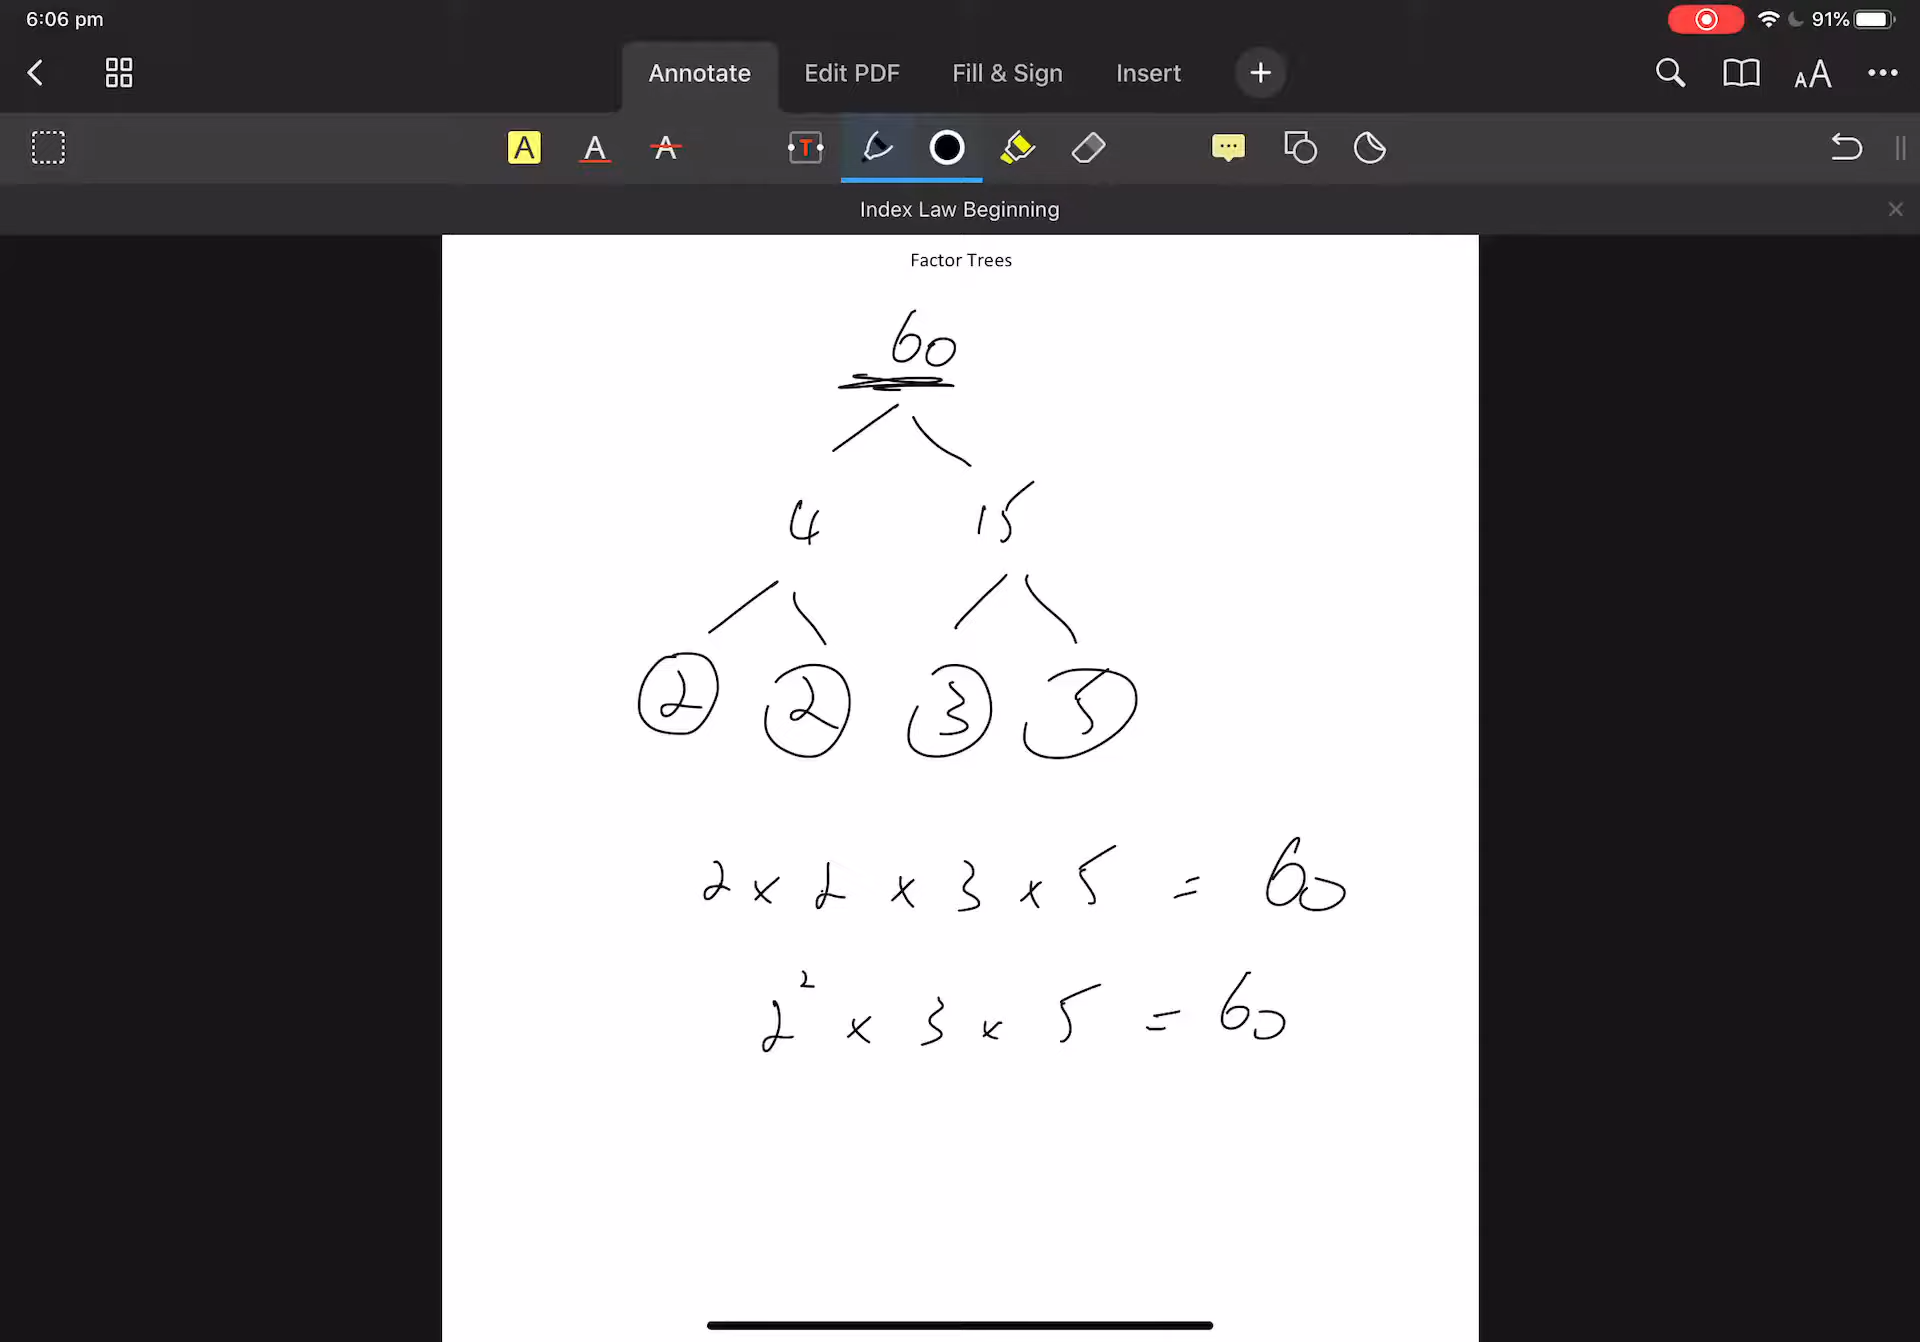 6:06 pm 91%
Annotate Edit PDF Fill & Sign Insert + AA
A A A T
Index Law Beginning
Factor Trees
60
4 15
2 2 3 5
2 × 2 × 3 × 5 = 60
2² × 3 × 5 = 60